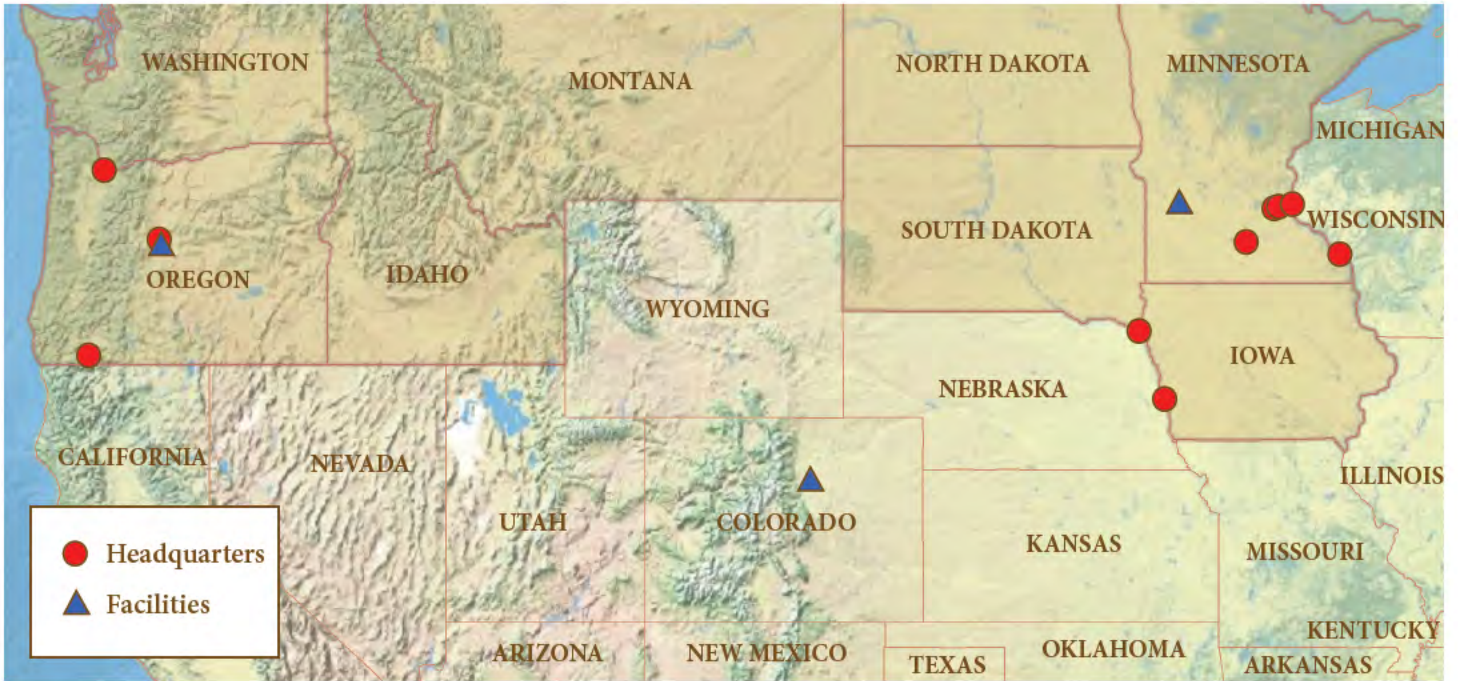 WASHINGTON
MONTANA
NORTH DAKOTA
MINNESOTA
MICHIGAN
OREGON
IDAHO
WYOMING
SOUTH DAKOTA
WISCONSIN
NEBRASKA
IOWA
CALIFORNIA
NEVADA
UTAH
COLORADO
KANSAS
MISSOURI
ILLINOIS
Headquarters
Facilities
ARIZONA
NEW MEXICO
TEXAS
OKLAHOMA
KENTUCKY
ARKANSAS